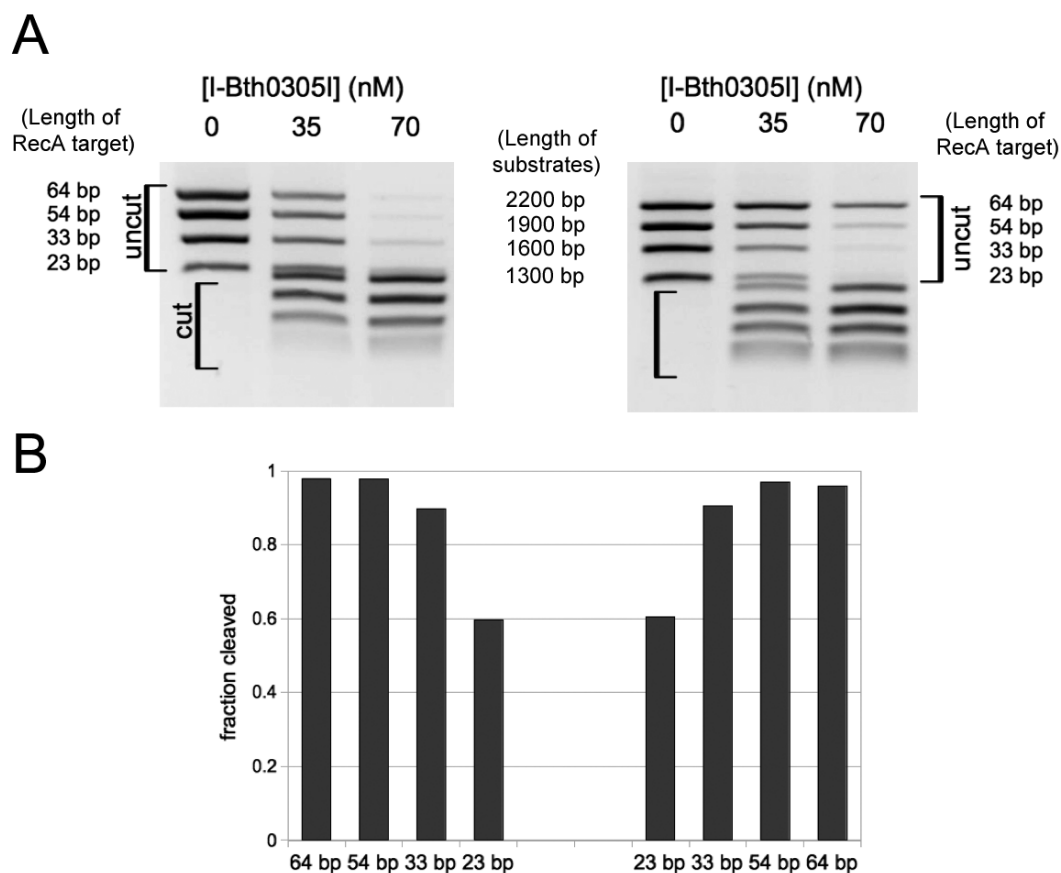 A
[I-Bth0305I] (nM)
(Length of
RecA target)
0 35 70
64 bp
54 bp
33 bp
23 bp
uncut
cut
(Length of
substrates)
2200 bp
1900 bp
1600 bp
1300 bp
[I-Bth0305I] (nM)
0 35 70
(Length of
RecA target)
64 bp
54 bp
33 bp
23 bp
uncut
B
fraction cleaved
1
0.8
0.6
0.4
0.2
0
64 bp 54 bp 33 bp 23 bp 23 bp 33 bp 54 bp 64 bp